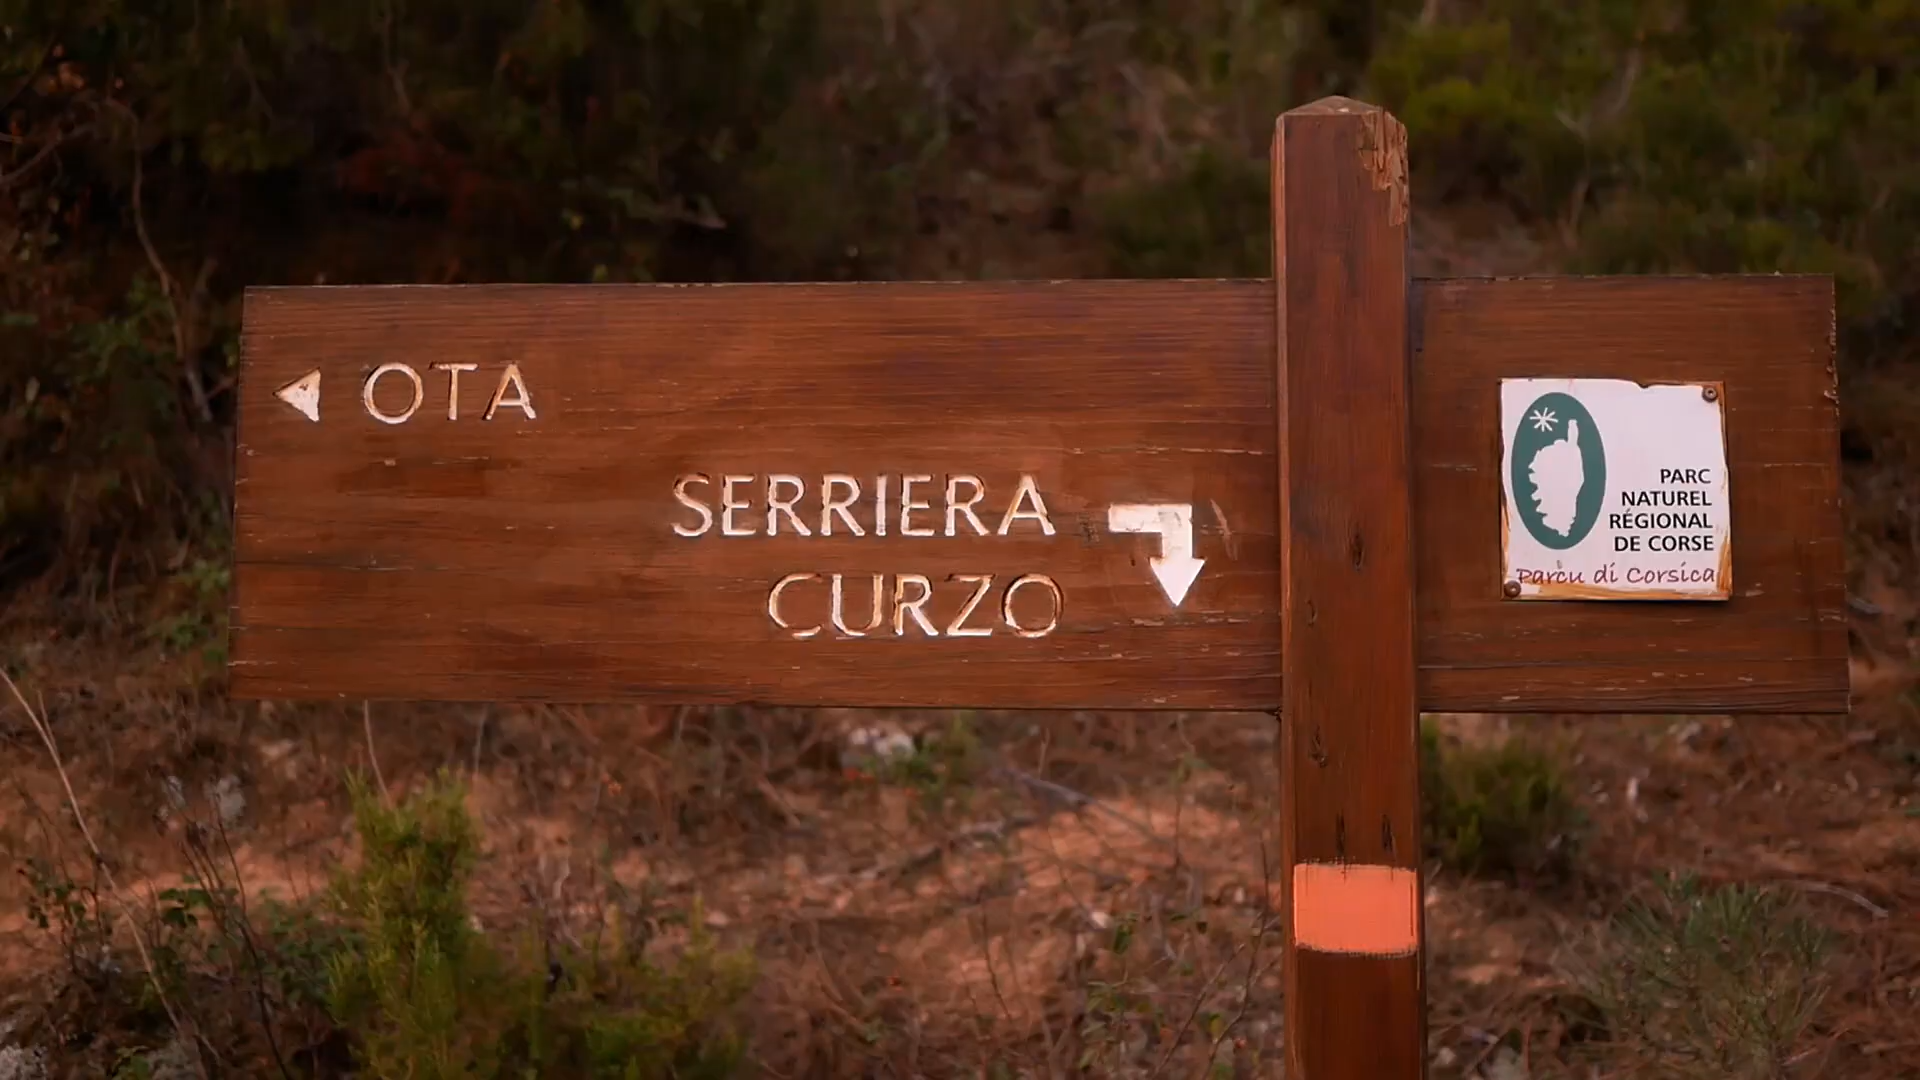 OTA
SERRIERA
CURZO
PARC
NATUREL
RÉGIONAL
DE CORSE
Parcu di Corsica